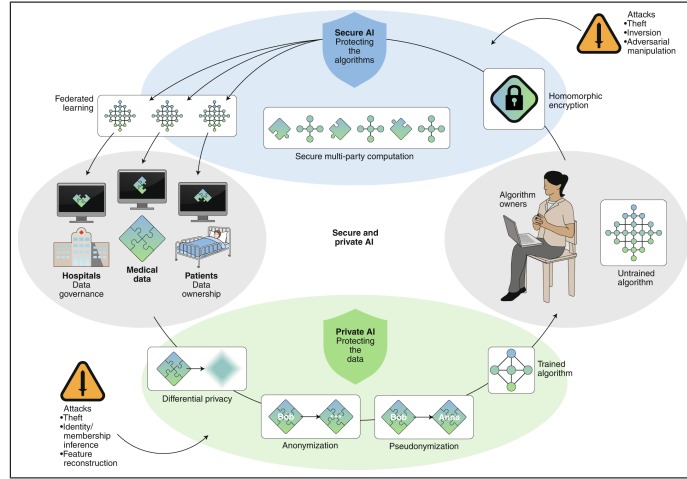 Secure AI
Protecting
the
algorithms
Attacks
•Theft
•Inversion
•Adversarial
manipulation
Federated
learning
Homomorphic
encryption
Secure multi-party computation
Algorithm
owners
Untrained
algorithm
Hospitals
Data
governance
Medical
data
Patients
Data
ownership
Secure and
private AI
Private AI
Protecting
the
data
Trained
algorithm
Differential privacy
Bob
Anonymization
Bob
Anna
Pseudonymization
Attacks
•Theft
•Identity/
membership
inference
•Feature
reconstruction